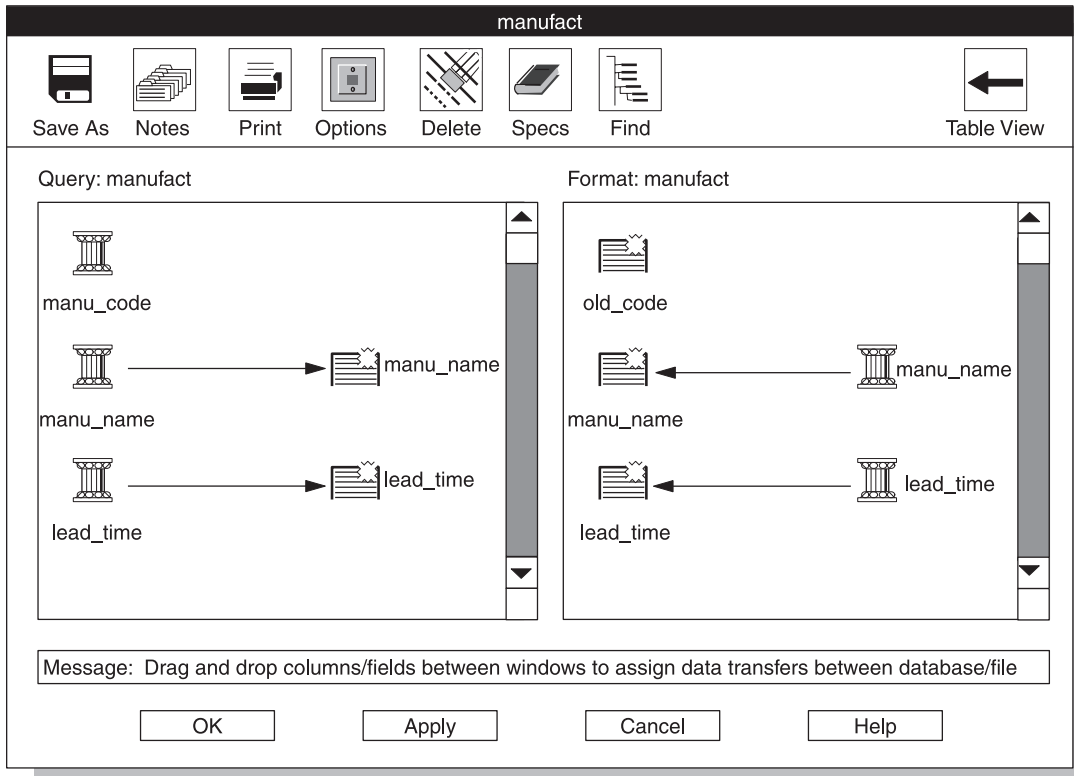 manufact
Save As Notes Print Options Delete Specs Find Table View
Query: manufact Format: manufact
manu_code old_code
manu_name manu_name
manu_name manu_name
lead_time lead_time
lead_time lead_time
Message: Drag and drop columns/fields between windows to assign data transfers between database/file
OK Apply Cancel Help